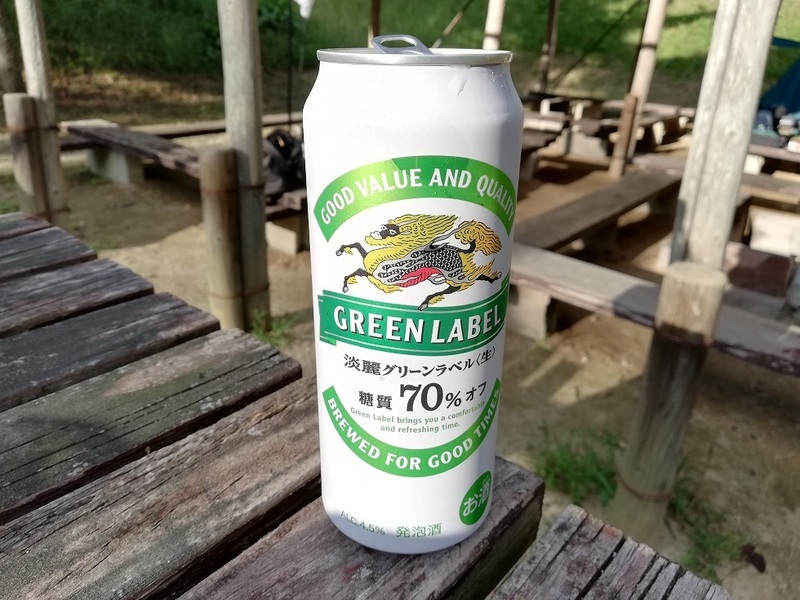 GOOD VALUE AND QUALITY
GREEN LABEL
淡麗グリーンラベル〈生〉
糖質70%オフ
Green Label brings you a comfortable
and refreshing time.
BREWED FOR GOOD TIMES
お酒
ALC.4.5% 発泡酒